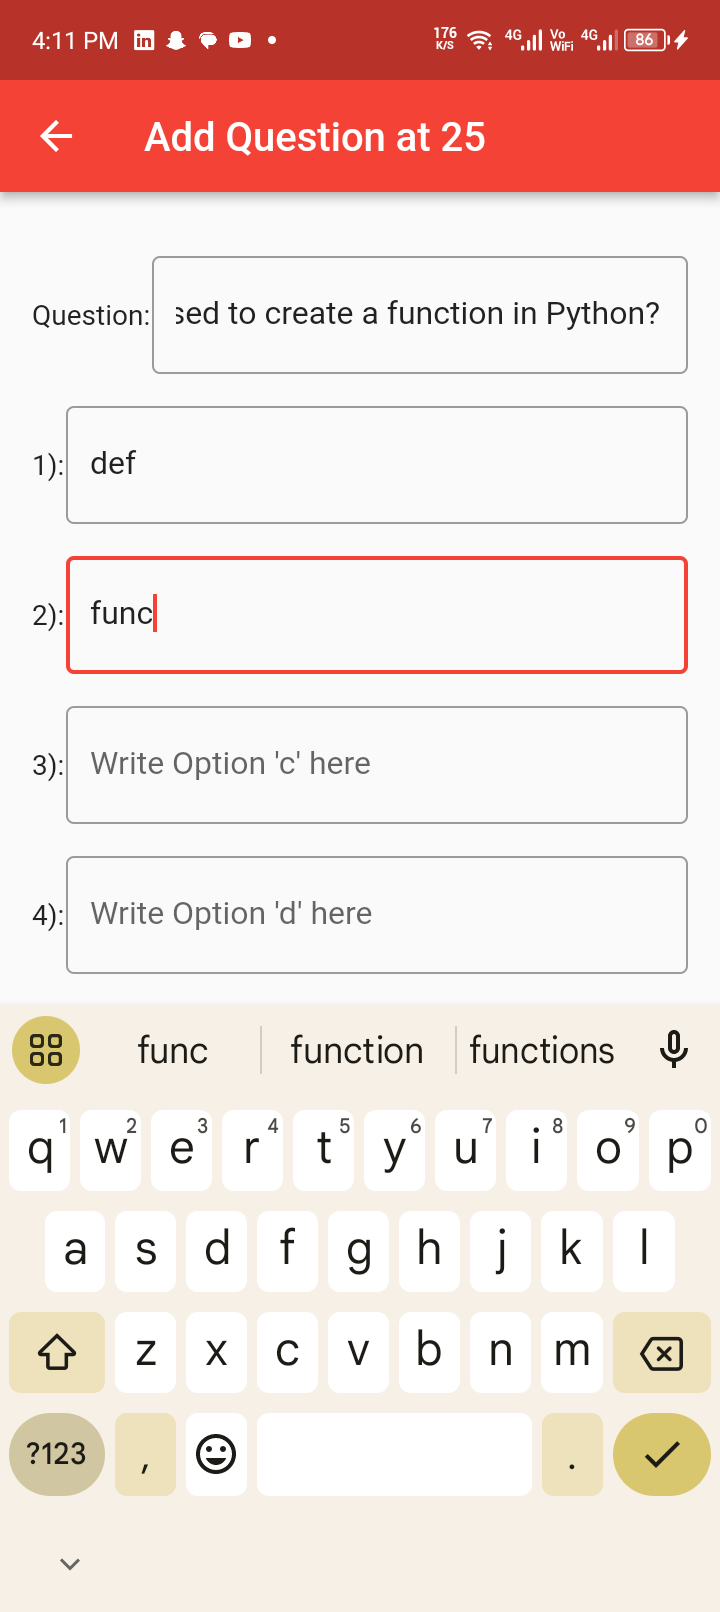 4:11 PM
176 K/S 4G Vo WiFi 4G 86
Add Question at 25
Question: sed to create a function in Python?
1): def
2): func
3): Write Option 'c' here
4): Write Option 'd' here
func function functions
q1 w2 e3 r4 t5 y6 u7 i8 o9 p0
a s d f g h j k l
z x c v b n m
?123 , .